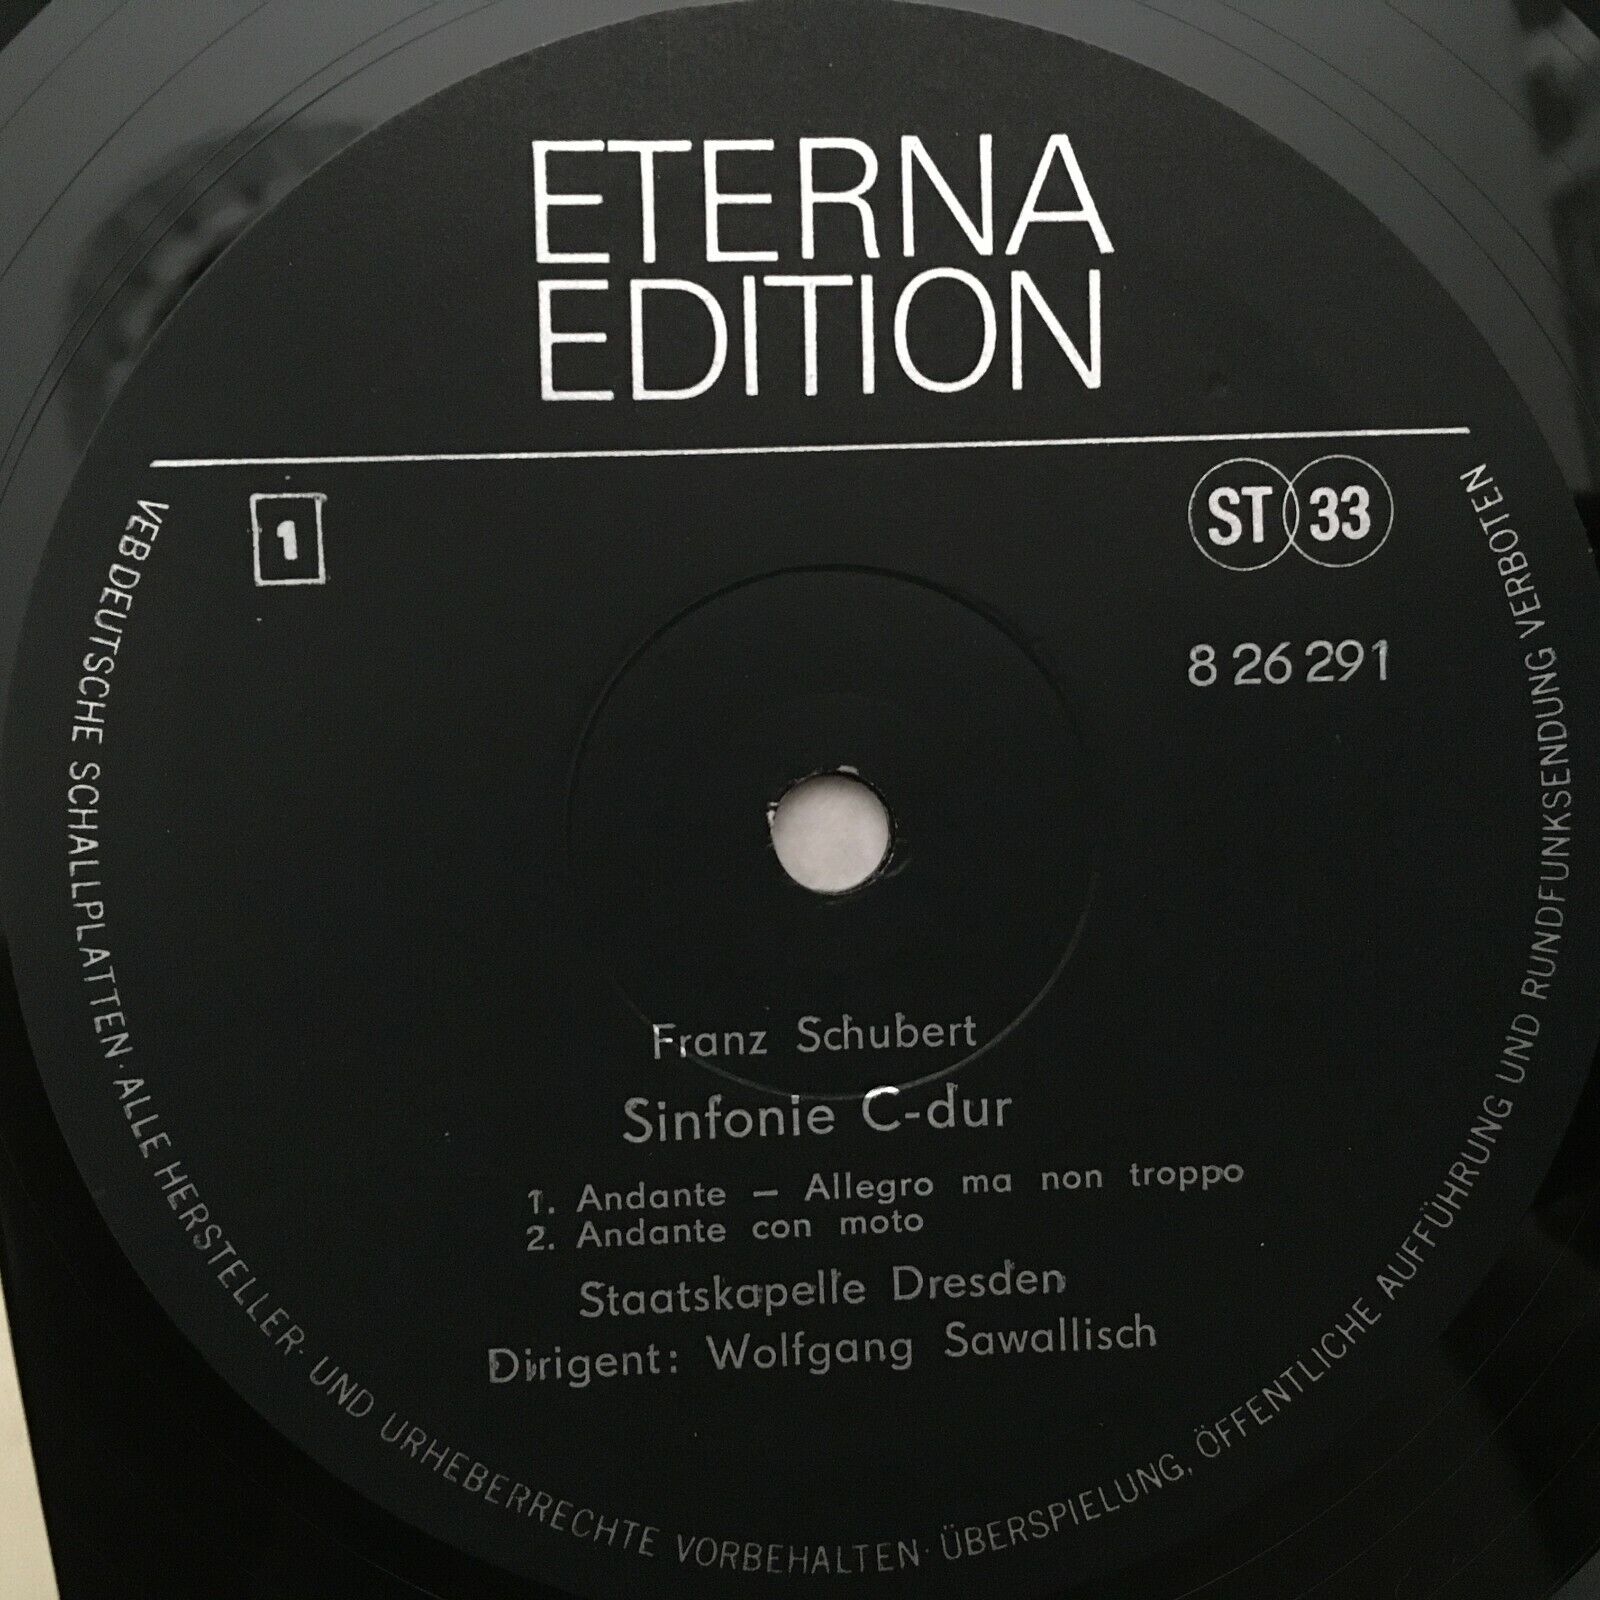 ETERNA
EDITION
1
ST 33
8 26 291
Franz Schubert
Sinfonie C-dur
1. Andante – Allegro ma non troppo
2. Andante con moto
Staatskapelle Dresden
Dirigent: Wolfgang Sawallisch
VEB DEUTSCHE SCHALLPLATTEN · ALLE HERSTELLER- UND URHEBERRECHTE VORBEHALTEN · ÜBERSPIELUNG, ÖFFENTLICHE AUFFÜHRUNG UND RUNDFUNKSENDUNG VERBOTEN